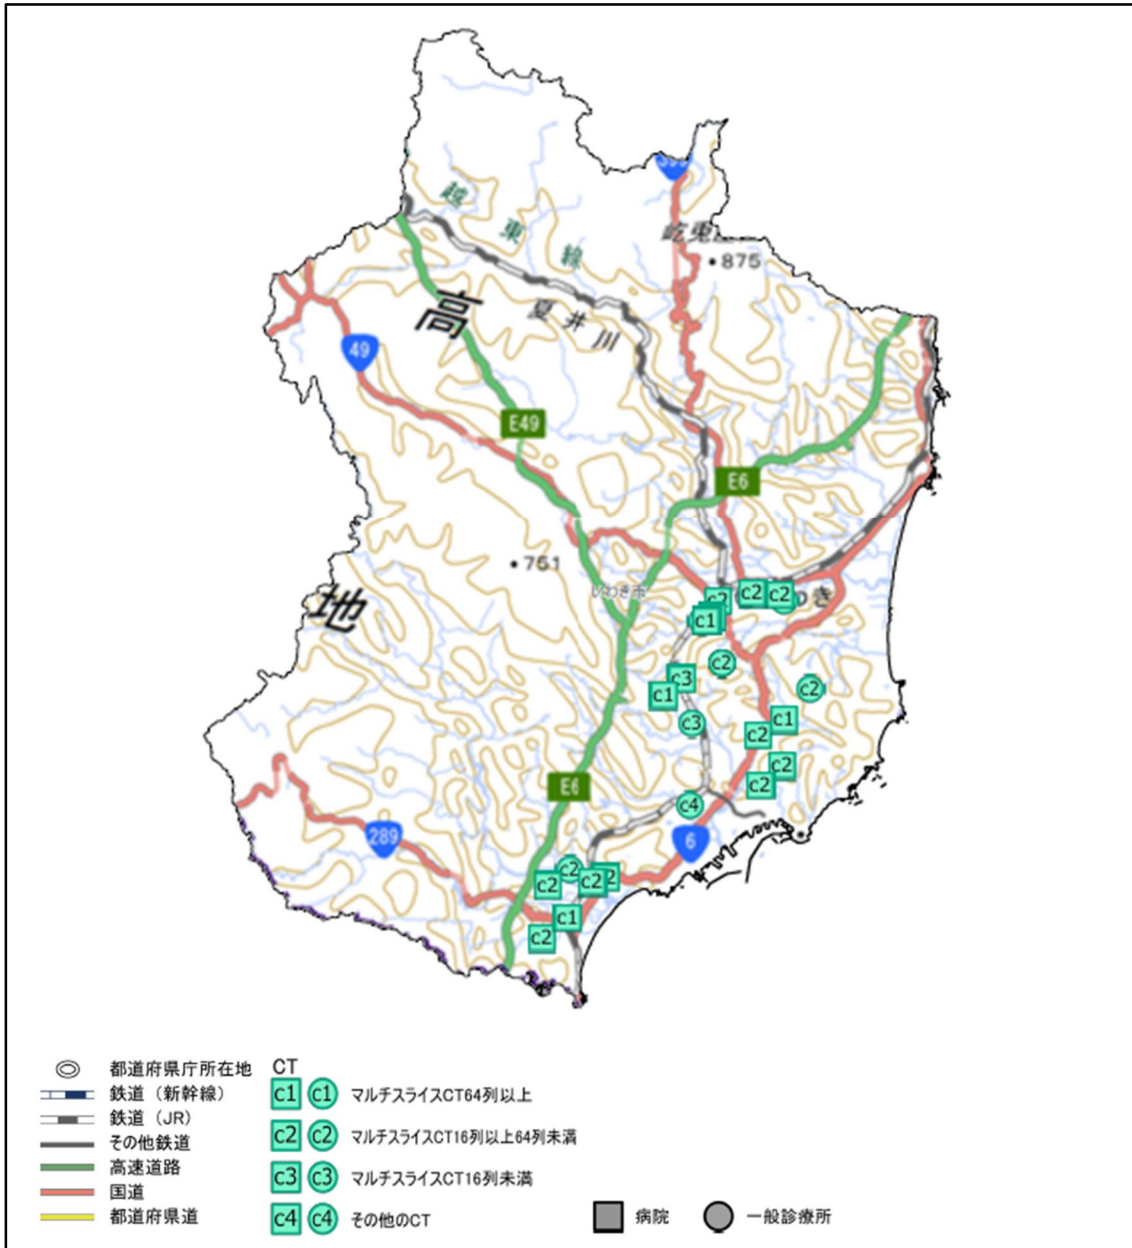 越東線
屹兎
875
高
夏井川
49
E49
E6
751
いわき市
地
c2
c2
c2
き
c1
c2
c3
c1
c2
c3
c1
c2
c2
c2
E6
c4
289
6
c2
c2
c2
2
c1
c2
都道府県庁所在地
鉄道（新幹線）
鉄道（JR）
その他鉄道
高速道路
国道
都道府県道
CT
c1 c1 マルチスライスCT64列以上
c2 c2 マルチスライスCT16列以上64列未満
c3 c3 マルチスライスCT16列未満
c4 c4 その他のCT
病院
一般診療所